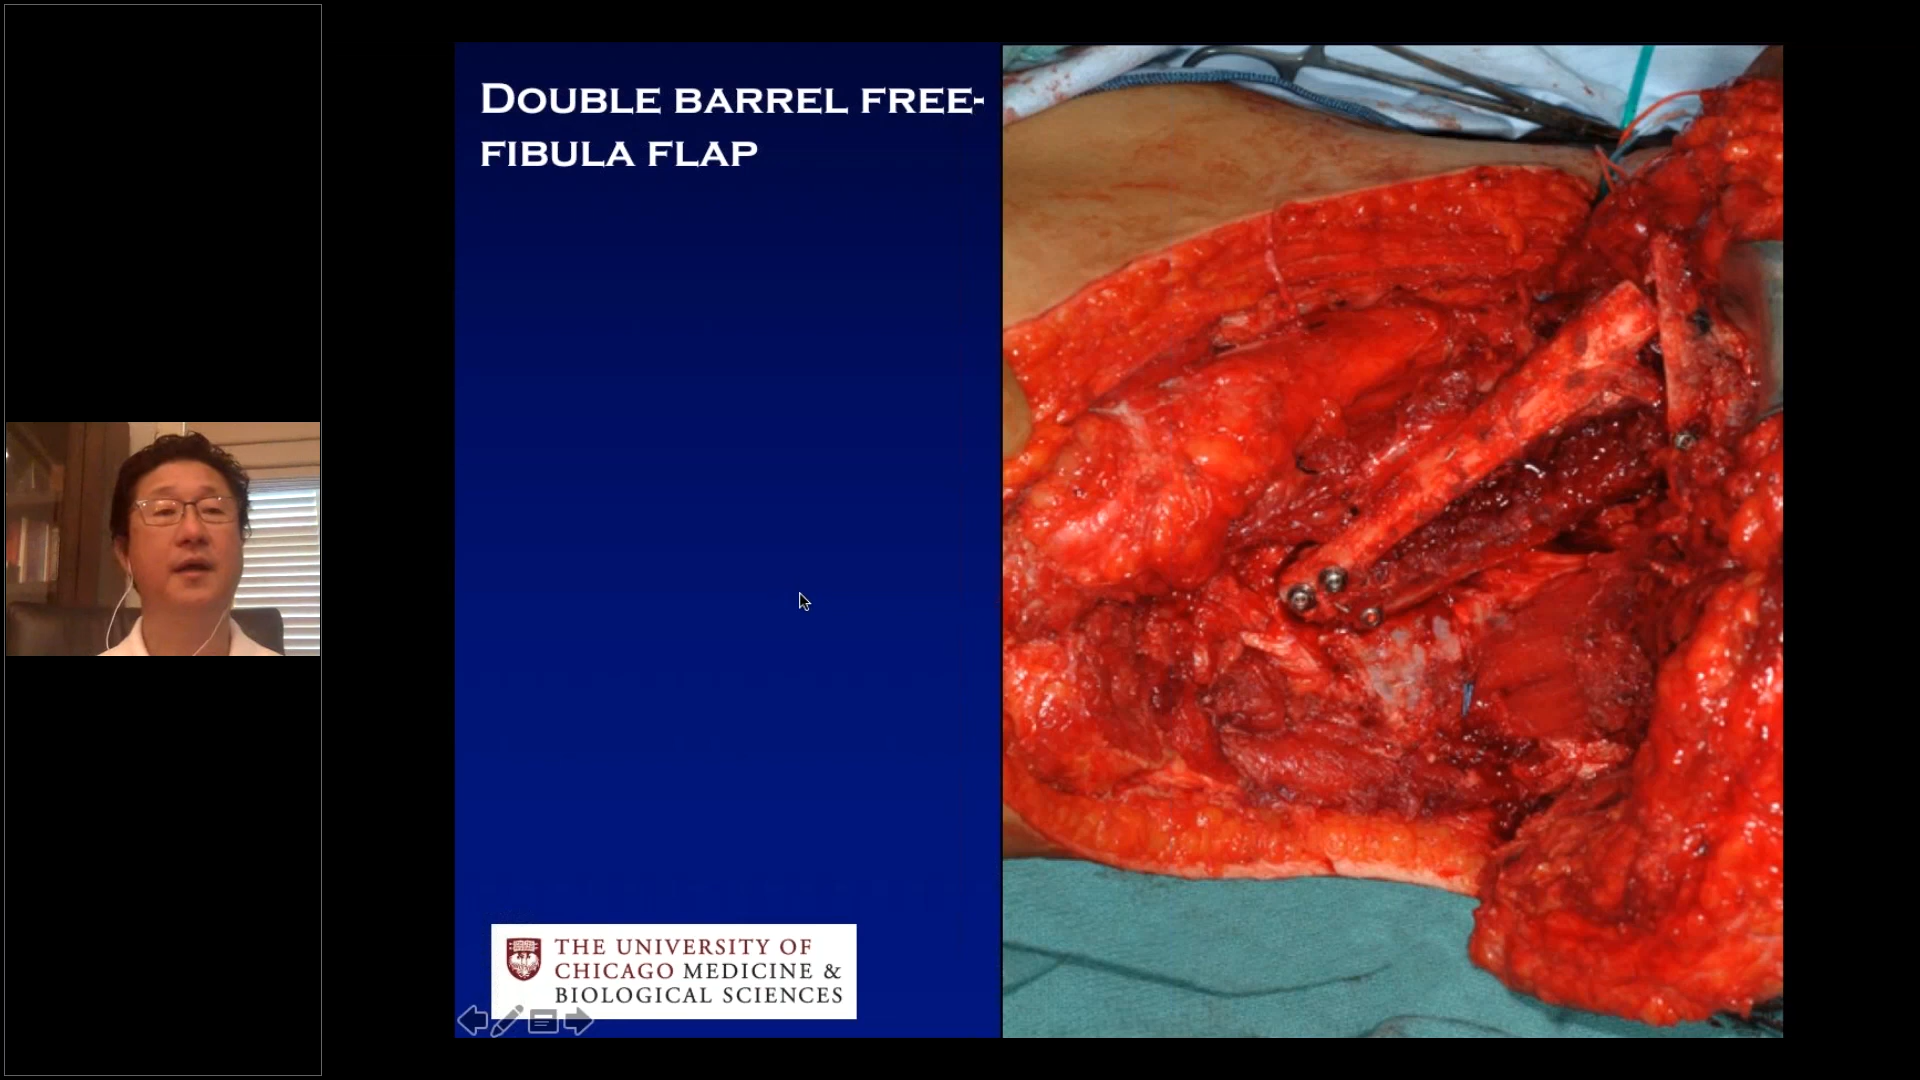 DOUBLE BARREL FREE-
FIBULA FLAP
THE UNIVERSITY OF
CHICAGO MEDICINE &
BIOLOGICAL SCIENCES